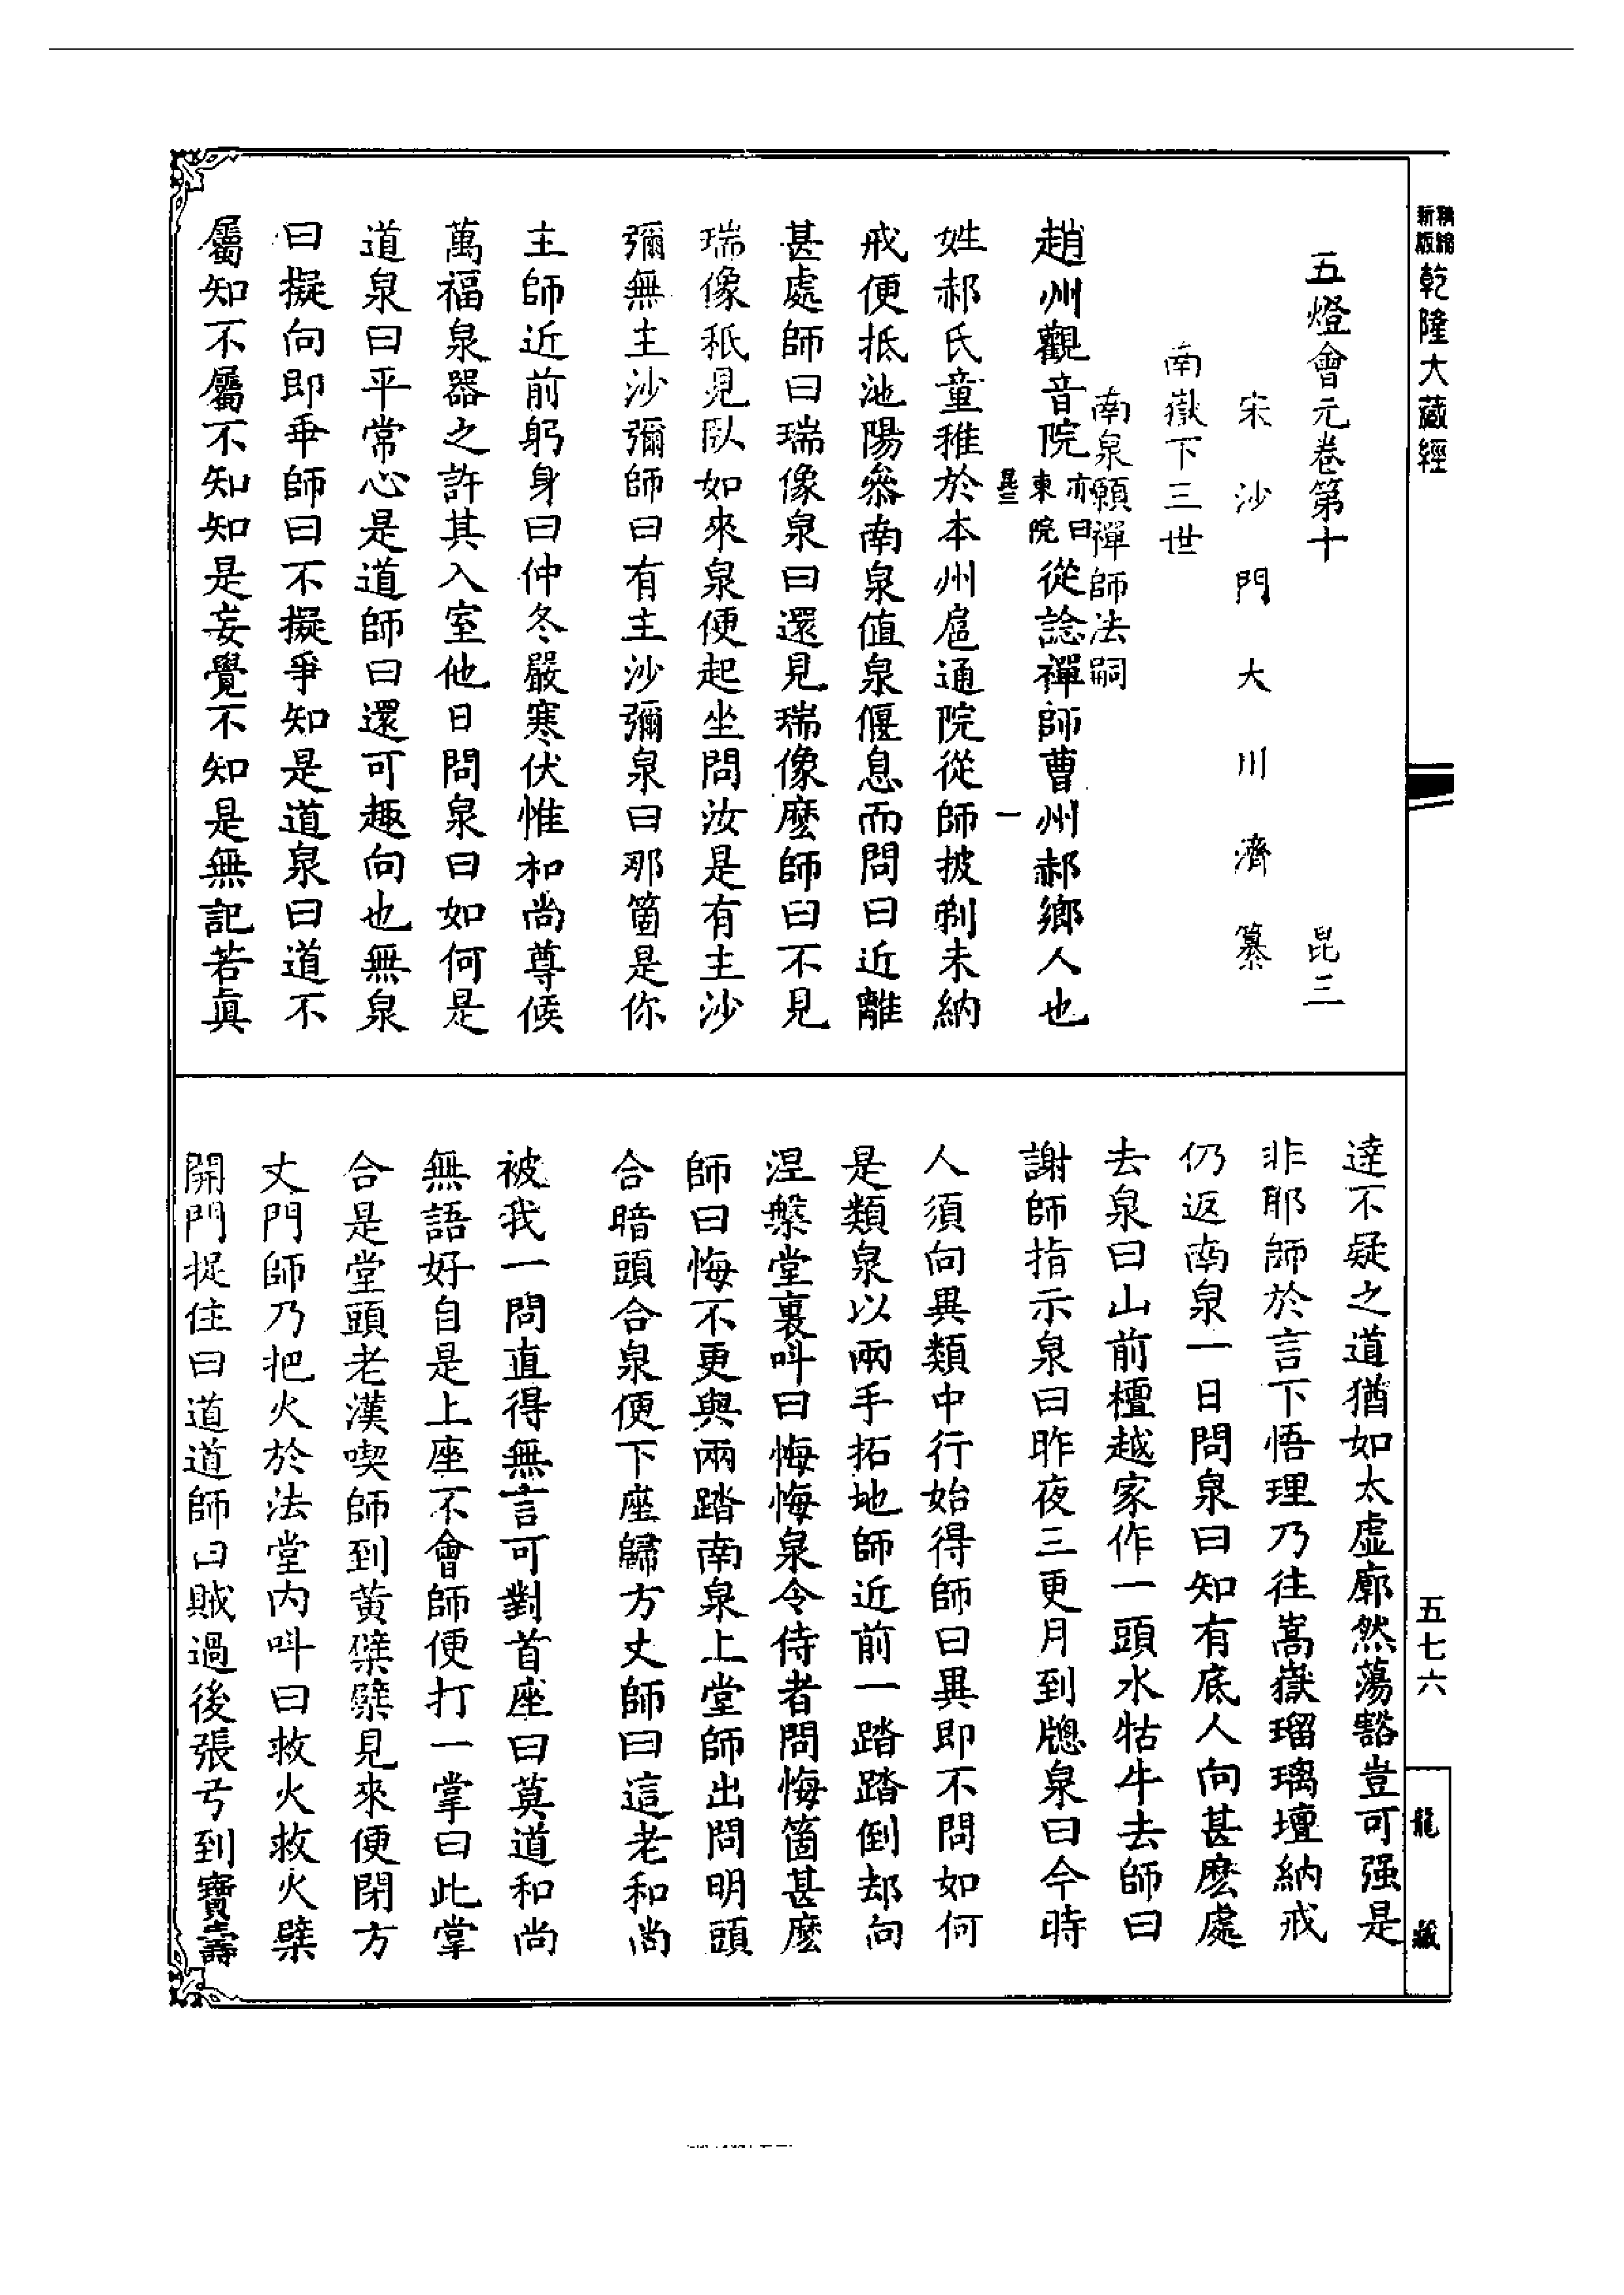 精縮新版乾隆大藏經
五燈會元卷第十 昆三
宋沙門大川濟纂
南嶽下三世
南泉願禪師法嗣
趙州觀音院亦曰東院從諗禪師曹州郝鄉人也
昆三 一
姓郝氏童稚於本州扈通院從師披剃未納
戒便抵池陽叅南泉值泉偃息而問曰近離
甚處師曰瑞像泉曰還見瑞像麽師曰不見
瑞像秖見臥如來泉便起坐問汝是有主沙
彌無主沙彌師曰有主沙彌泉曰那箇是你
主師近前躬身曰仲冬嚴寒伏惟和尚尊候
萬福泉器之許其入室他日問泉曰如何是
道泉曰平常心是道師曰還可趣向也無泉
曰擬向即乖師曰不擬爭知是道泉曰道不
屬知不屬不知知是妄覺不知是無記若真
達不疑之道猶如太虛廓然蕩豁豈可强是
非耶師於言下悟理乃往嵩嶽瑠璃壇納戒
仍返南泉一日問泉曰知有底人向甚麽處
去泉曰山前檀越家作一頭水牯牛去師曰
謝師指示泉曰昨夜三更月到牕泉曰今時
人須向異類中行始得師曰異即不問如何
是類泉以兩手拓地師近前一踏踏倒却向
涅槃堂裏呌曰悔悔泉令侍者問悔箇甚麽
師曰悔不更與兩踏南泉上堂師出問明頭
合暗頭合泉便下座歸方丈師曰這老和尚
被我一問直得無言可對首座曰莫道和尚
無語好自是上座不會師便打一掌曰此掌
合是堂頭老漢喫師到黃檗檗見來便閉方
丈門師乃把火於法堂内呌曰救火救火檗
開門捉住曰道道師曰賊過後張弓到寶壽
五七六
龍藏